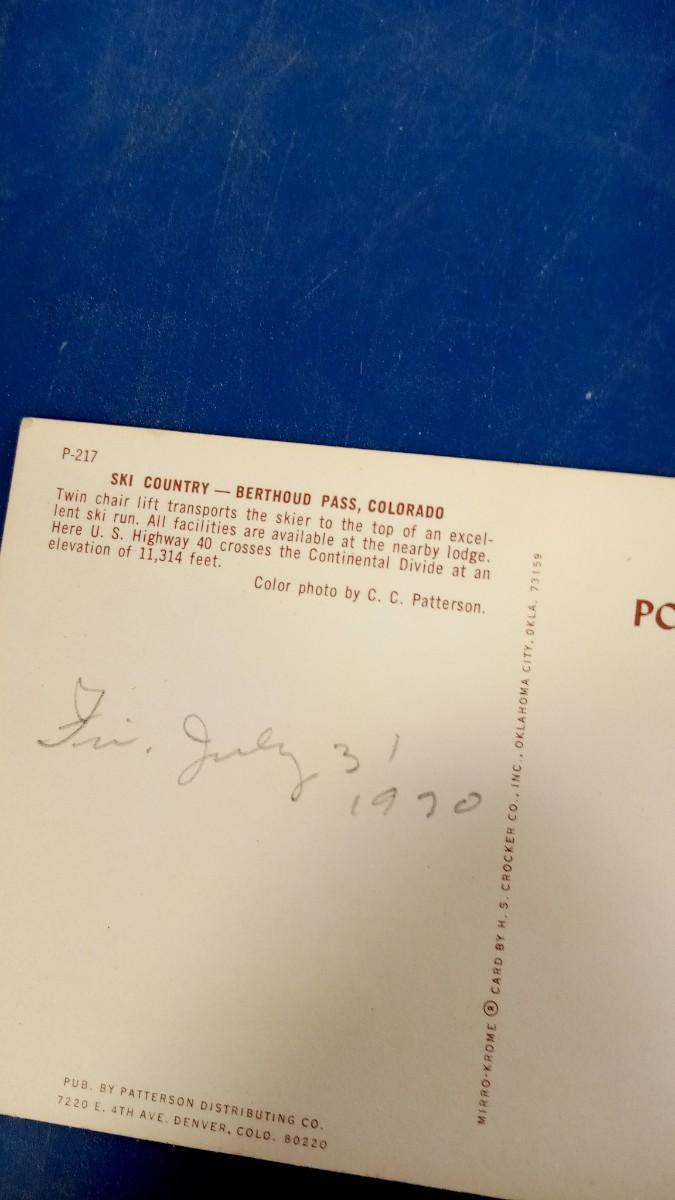 P-217
SKI COUNTRY — BERTHOUD PASS, COLORADO
Twin chair lift transports the skier to the top of an excel-
lent ski run. All facilities are available at the nearby lodge.
Here U. S. Highway 40 crosses the Continental Divide at an
elevation of 11,314 feet.
Color photo by C. C. Patterson.
Fri. July 31
1970
PUB. BY PATTERSON DISTRIBUTING CO.
7220 E. 4TH AVE. DENVER, COLO. 80220
MIRRO-KROME ® CARD BY H. S. CROCKER CO., INC., OKLAHOMA CITY, OKLA. 73159
PO